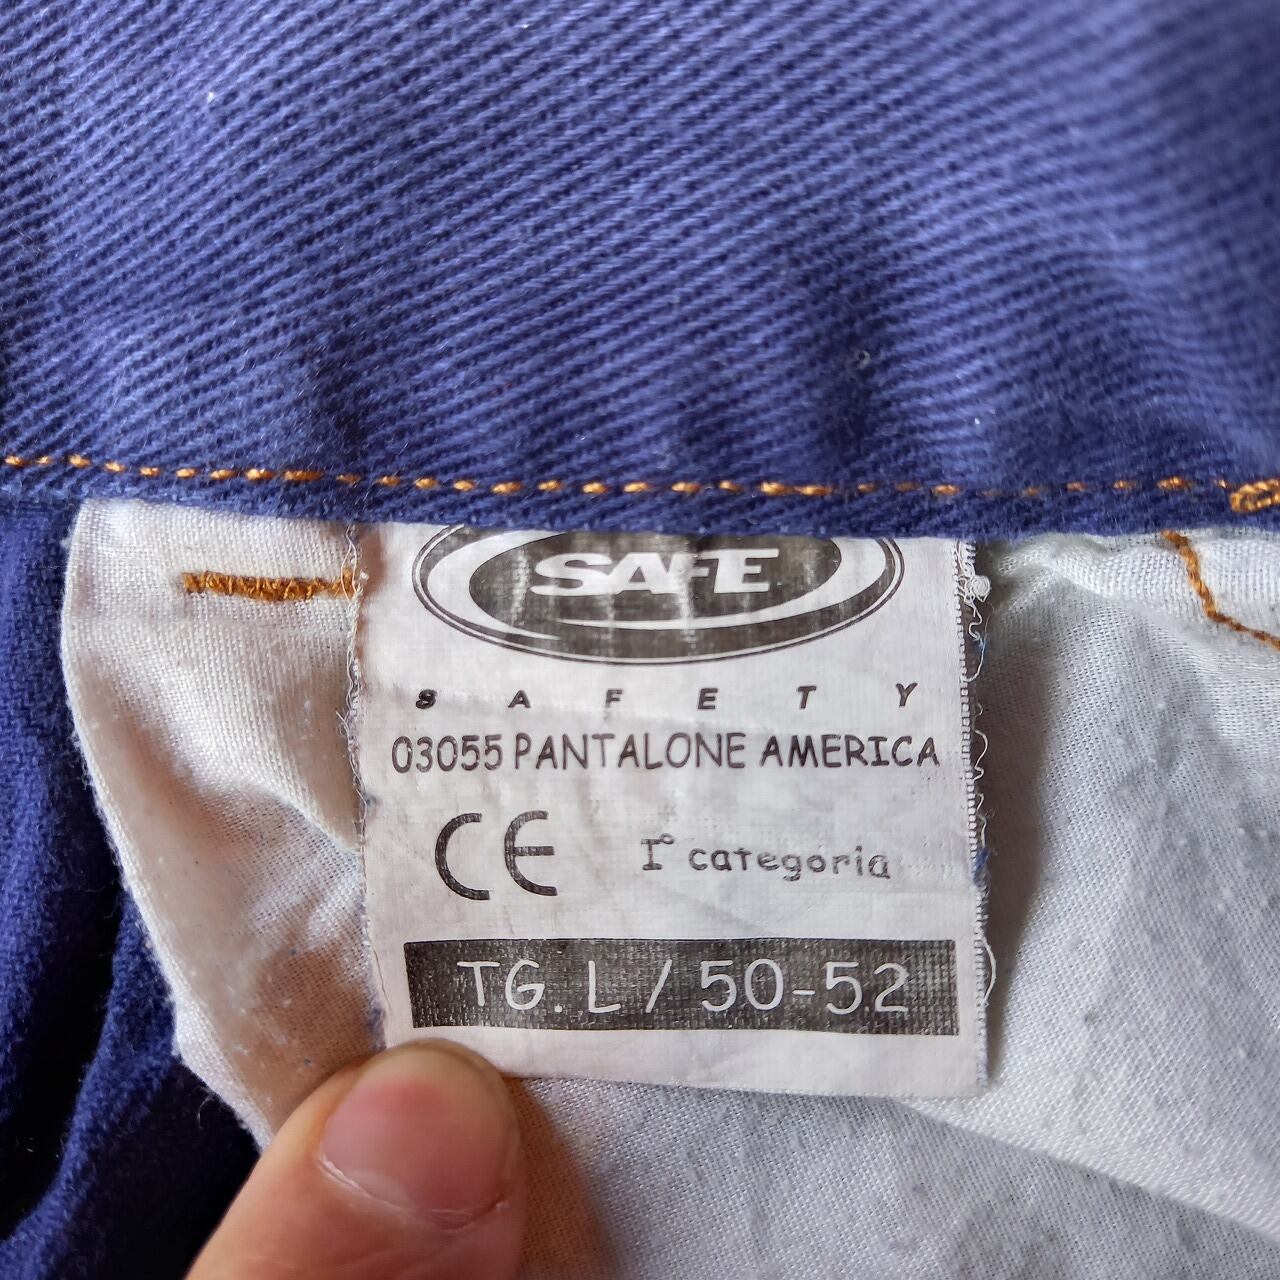 SAFE
SAFETY
03055 PANTALONE AMERICA
CE I° categoria
TG. L / 50-52